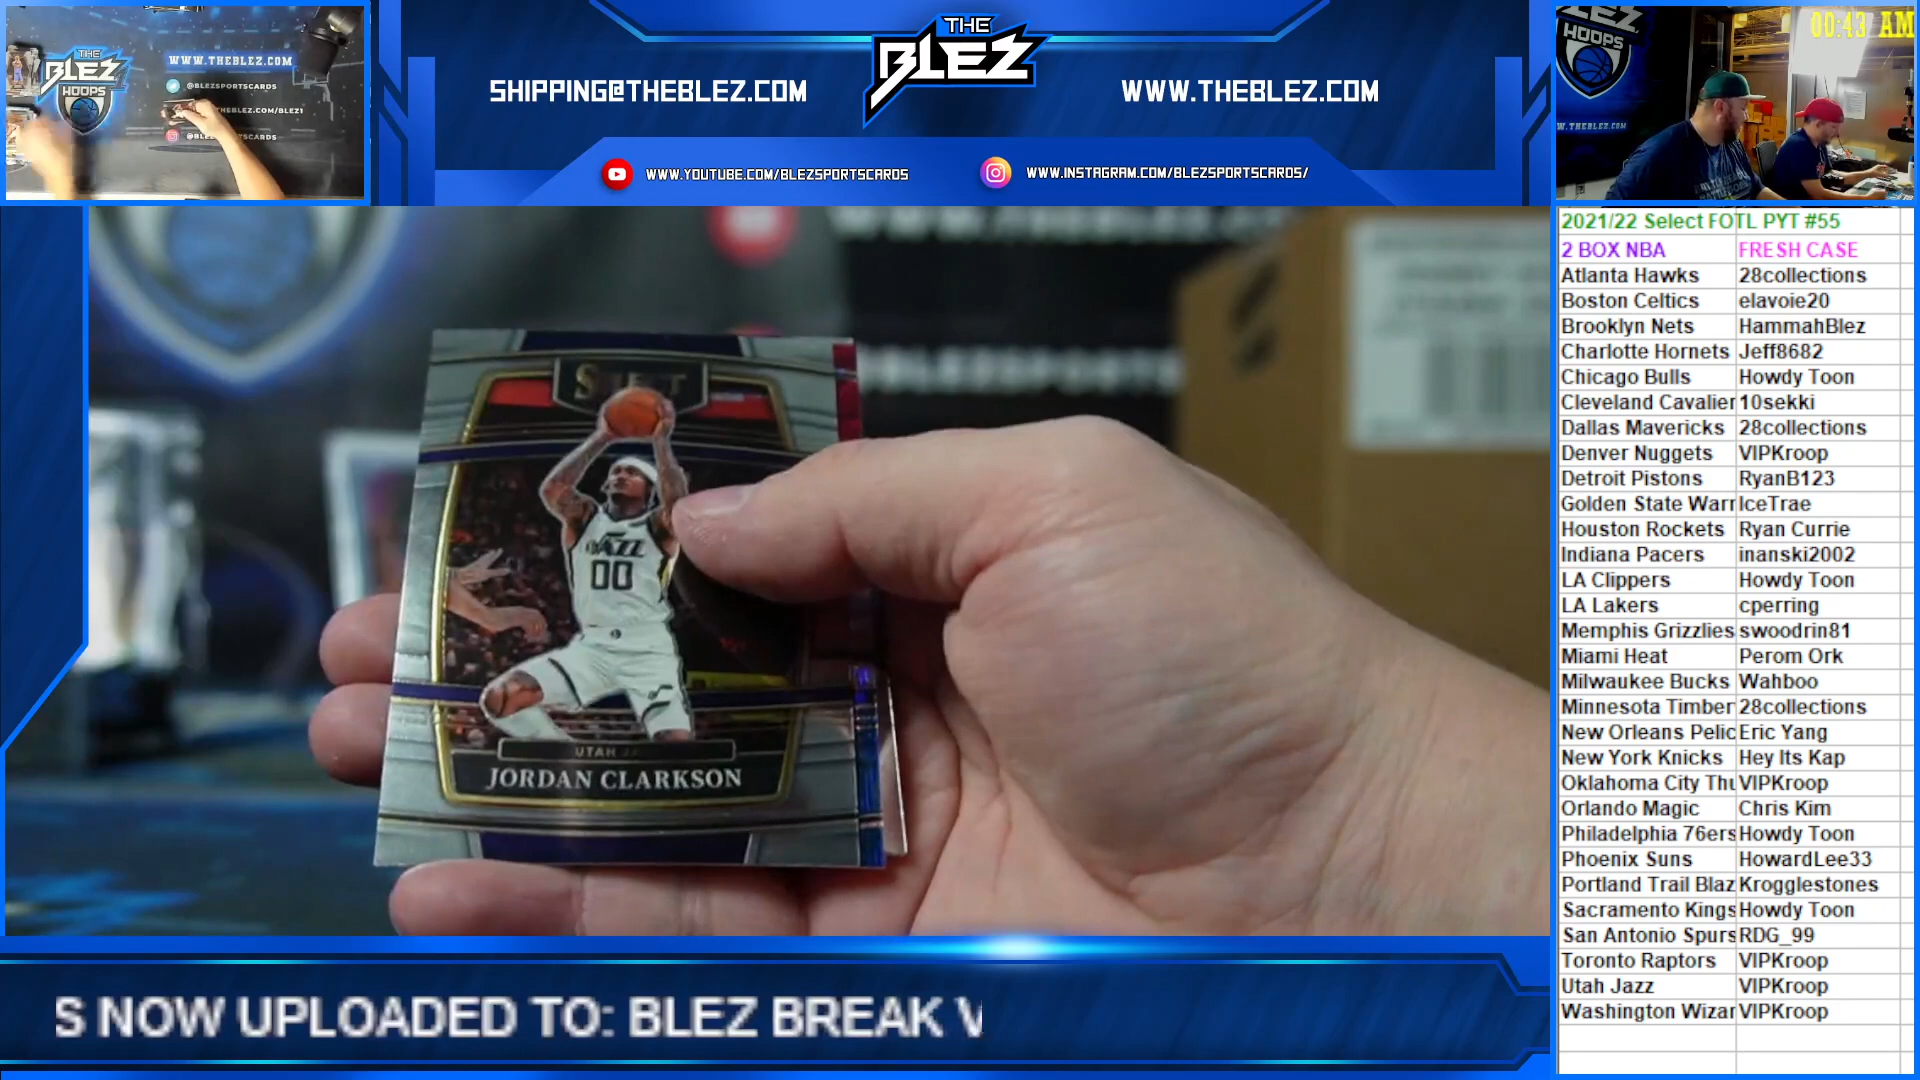 THE
BLEZ
HOOPS
WWW.THEBLEZ.COM
@BLEZSPORTSCARDS
THEBLEZ.COM/BLEZ1
SHIPPING@THEBLEZ.COM
THE
BLEZ
WWW.THEBLEZ.COM
WWW.YOUTUBE.COM/BLEZSPORTSCARDS
WWW.INSTAGRAM.COM/BLEZSPORTSCARDS/
HOOPS
W.THEBLEZ.COM
00:43 AM
SELECT
JAZZ
00
UTAH JA
JORDAN CLARKSON
2021/22 Select FOTL PYT #55
2 BOX NBA FRESH CASE
Atlanta Hawks 28collections
Boston Celtics elavoie20
Brooklyn Nets HammahBlez
Charlotte Hornets Jeff8682
Chicago Bulls Howdy Toon
Cleveland Cavalier 10sekki
Dallas Mavericks 28collections
Denver Nuggets VIPKroop
Detroit Pistons RyanB123
Golden State Warr IceTrae
Houston Rockets Ryan Currie
Indiana Pacers inanski2002
LA Clippers Howdy Toon
LA Lakers cperring
Memphis Grizzlies swoodrin81
Miami Heat Perom Ork
Milwaukee Bucks Wahboo
Minnesota Timber 28collections
New Orleans Pelic Eric Yang
New York Knicks Hey Its Kap
Oklahoma City Thu VIPKroop
Orlando Magic Chris Kim
Philadelphia 76ers Howdy Toon
Phoenix Suns HowardLee33
Portland Trail Blaz Krogglestones
Sacramento Kings Howdy Toon
San Antonio Spurs RDG_99
Toronto Raptors VIPKroop
Utah Jazz VIPKroop
Washington Wizar VIPKroop
S NOW UPLOADED TO: BLEZ BREAK V